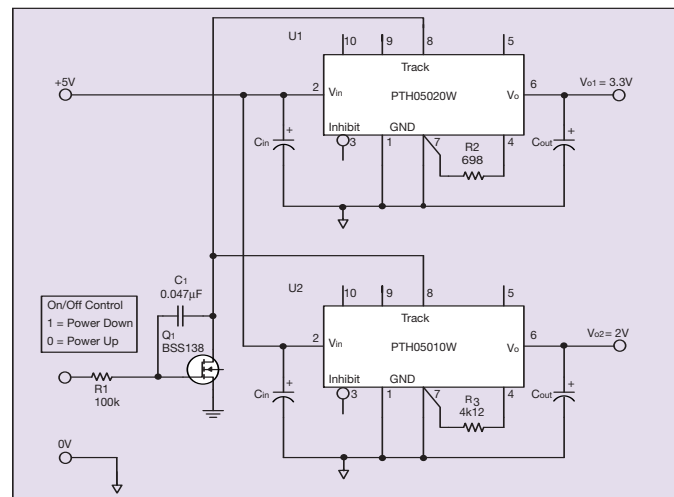 U1
10
9
8
5
+5V
Track
2
Vin
PTH05020W
Vo
6
Vo1 = 3.3V
Inhibit
GND
Cin
+
3
1
7
R2
698
4
+
Cout
C1
0.047µF
U2
10
9
8
5
On/Off Control
1 = Power Down
0 = Power Up
Q1
BSS138
Track
2
Vin
PTH05010W
Vo
6
Vo2 = 2V
R1
100k
Inhibit
GND
Cin
+
3
1
7
R3
4k12
4
+
Cout
0V